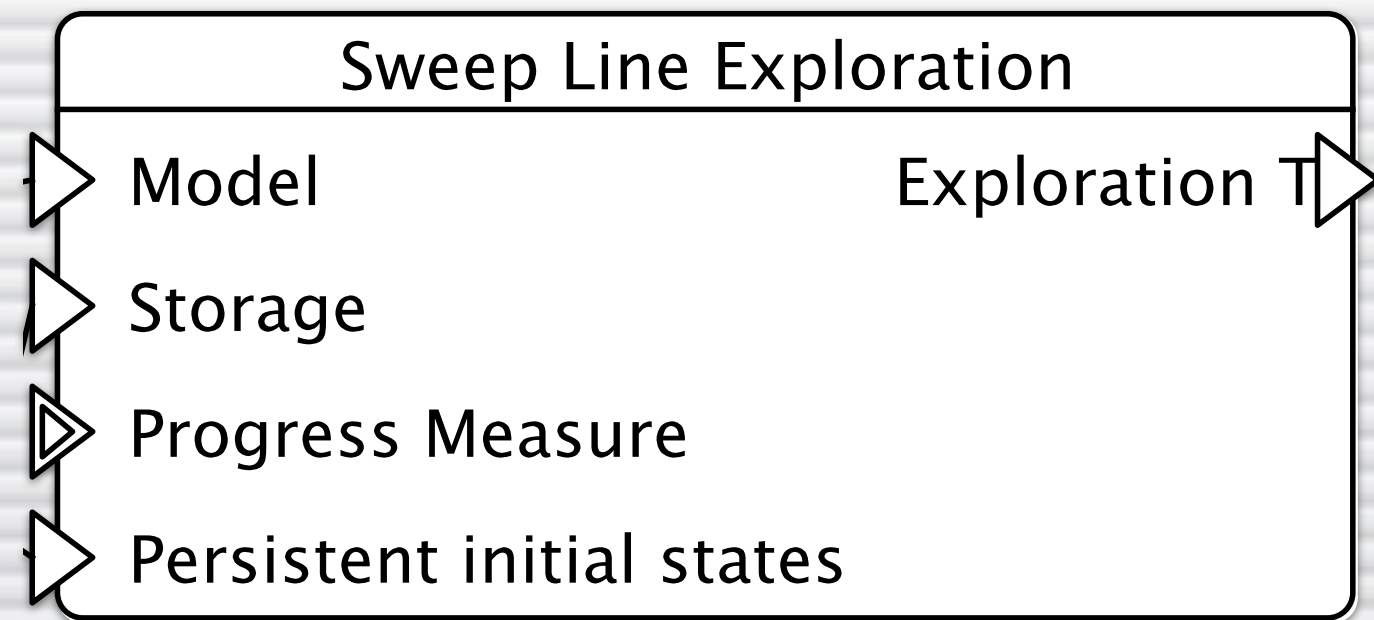 Sweep Line Exploration
Model
Exploration T
Storage
Progress Measure
Persistent initial states